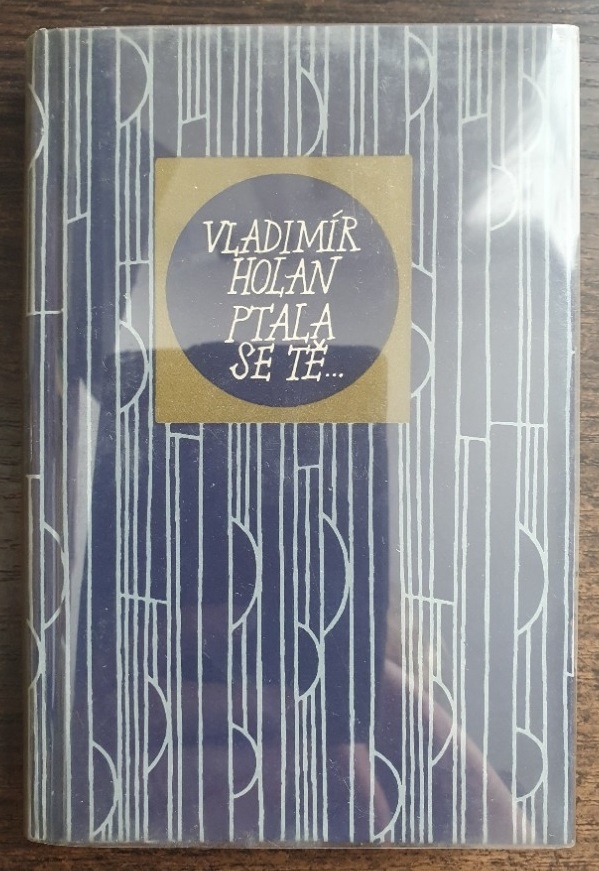 VLADIMÍR
HOLAN
PTALA
SE TĚ...